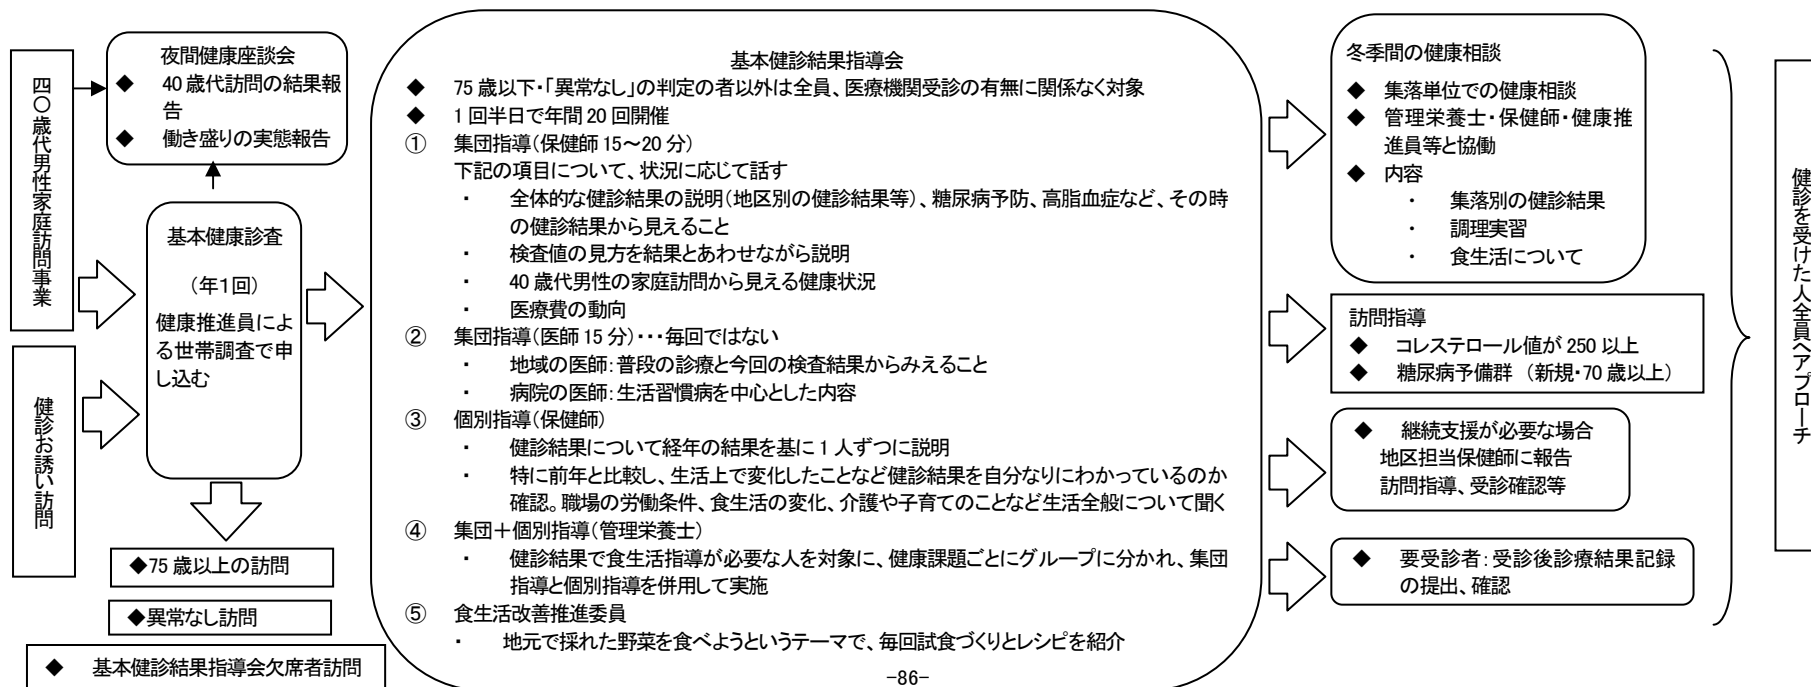 四〇歳代男性家庭訪問事業
健診お誘い訪問
夜間健康座談会
◆ 40歳代訪問の結果報
告
◆ 働き盛りの実態報告
基本健康診査
（年1回）
健康推進員によ
る世帯調査で申
し込む
◆75歳以上の訪問
◆異常なし訪問
◆ 基本健診結果指導会欠席者訪問
基本健診結果指導会
◆ 75歳以下・「異常なし」の判定の者以外は全員、医療機関受診の有無に関係なく対象
◆ 1回半日で年間20回開催
① 集団指導（保健師15～20分）
下記の項目について、状況に応じて話す
・ 全体的な健診結果の説明（地区別の健診結果等）、糖尿病予防、高脂血症など、その時
の健診結果から見えること
・ 検査値の見方を結果とあわせながら説明
・ 40歳代男性の家庭訪問から見える健康状況
・ 医療費の動向
② 集団指導（医師15分）・・・毎回ではない
・ 地域の医師：普段の診療と今回の検査結果からみえること
・ 病院の医師：生活習慣病を中心とした内容
③ 個別指導（保健師）
・ 健診結果について経年の結果を基に1人ずつに説明
・ 特に前年と比較し、生活上で変化したことなど健診結果を自分なりにわかっているのか
確認。職場の労働条件、食生活の変化、介護や子育てのことなど生活全般について聞く
④ 集団＋個別指導（管理栄養士）
・ 健診結果で食生活指導が必要な人を対象に、健康課題ごとにグループに分かれ、集団
指導と個別指導を併用して実施
⑤ 食生活改善推進委員
・ 地元で採れた野菜を食べようというテーマで、毎回試食づくりとレシピを紹介
冬季間の健康相談
◆ 集落単位での健康相談
◆ 管理栄養士・保健師・健康推
進員等と協働
◆ 内容
・ 集落別の健診結果
・ 調理実習
・ 食生活について
訪問指導
◆ コレステロール値が250以上
◆ 糖尿病予備群 （新規・70歳以上）
◆ 継続支援が必要な場合
地区担当保健師に報告
訪問指導、受診確認等
◆ 要受診者：受診後診療結果記録
の提出、確認
健診を受けた人全員へアプローチ
-86-